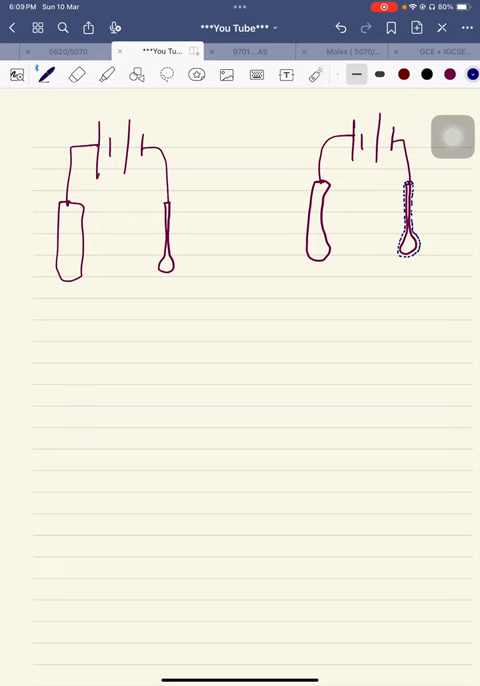 6:09 PM Sun 10 Mar
80%
***You Tube***
0620/5070
***You Tu...
9701....AS
Moles ( 5070/...
GCE + IGCSE...
T